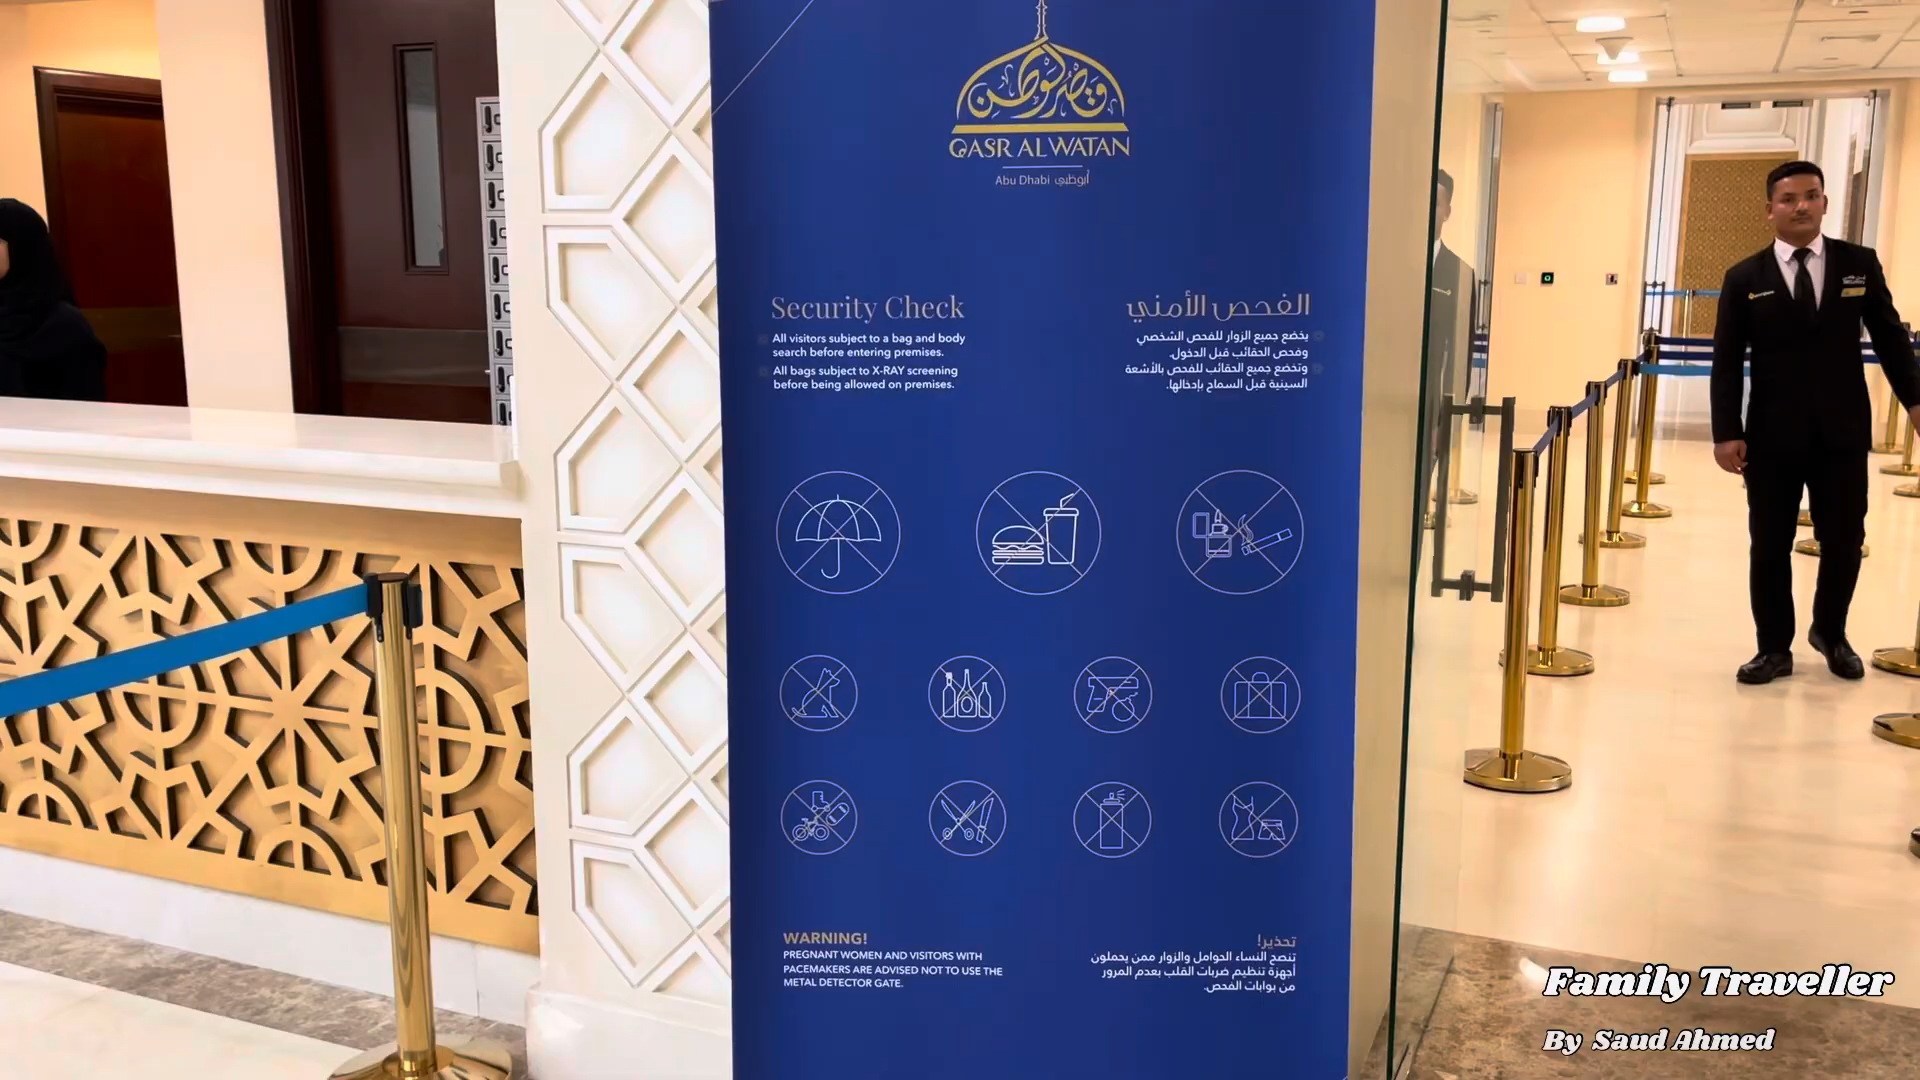 قصر الوطن
QASR AL WATAN
Abu Dhabi أبوظبي
Security Check
All visitors subject to a bag and body
search before entering premises.
All bags subject to X-RAY screening
before being allowed on premises.
الفحص الأمني
يخضع جميع الزوار للفحص الشخصي
وفحص الحقائب قبل الدخول.
وتخضع جميع الحقائب للفحص بالأشعة
السينية قبل السماح بإدخالها.
WARNING!
PREGNANT WOMEN AND VISITORS WITH
PACEMAKERS ARE ADVISED NOT TO USE THE
METAL DETECTOR GATE.
تحذير!
ننصح النساء الحوامل والزوار ممن يحملون
أجهزة تنظيم ضربات القلب بعدم المرور
من بوابات الفحص.
Family Traveller
By Saud Ahmed